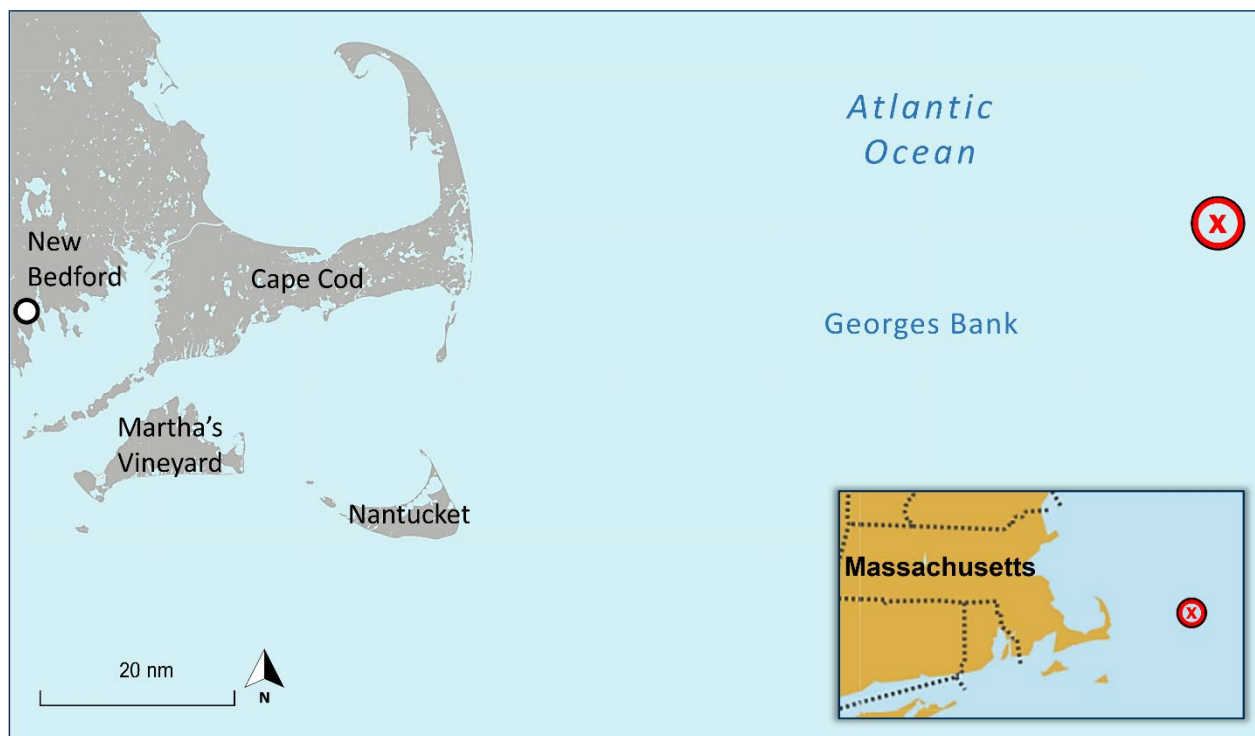 Atlantic
Ocean
X
New
Bedford
Cape Cod
Georges Bank
Martha's
Vineyard
Nantucket
Massachusetts
X
20 nm
N